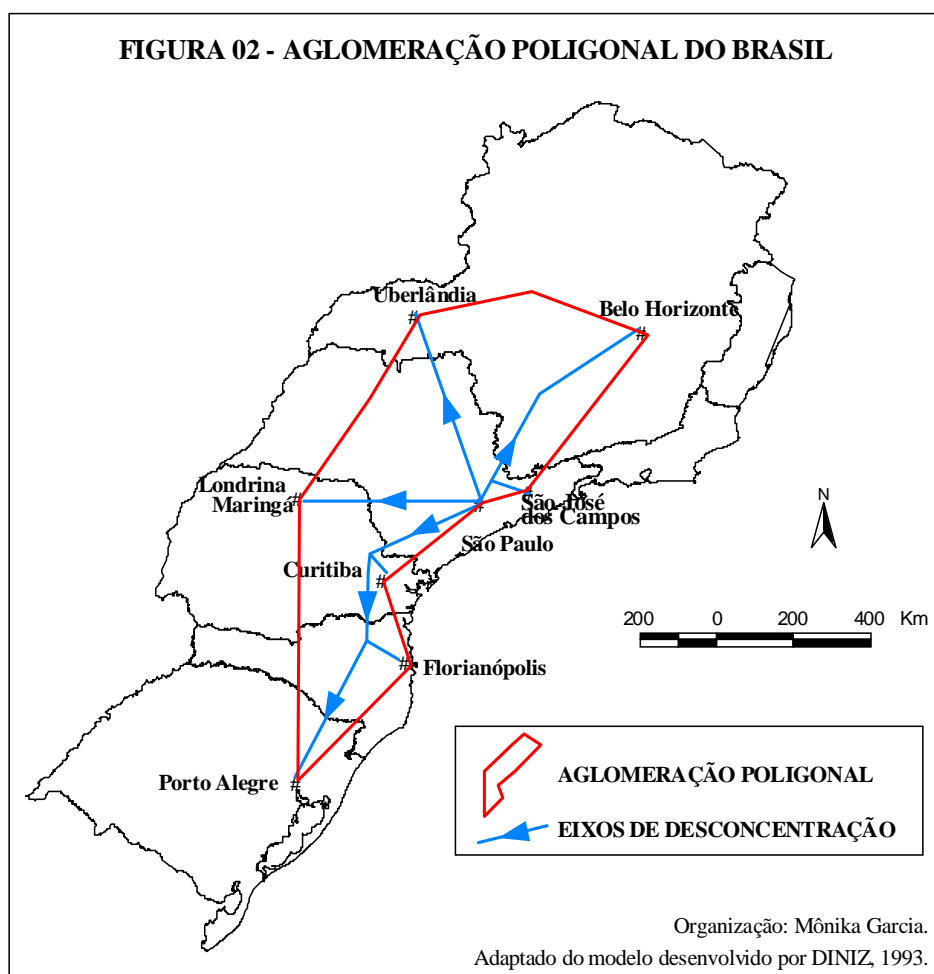 FIGURA 02 - AGLOMERAÇÃO POLIGONAL DO BRASIL
Uberlândia
#
Belo Horizonte
#
Londrina
Maringá
#
#
São José
dos Campos
#
São Paulo
Curitiba
#
N
200 0 200 400 Km
#
Florianópolis
Porto Alegre
#
AGLOMERAÇÃO POLIGONAL
EIXOS DE DESCONCENTRAÇÃO
Organização: Mônika Garcia.
Adaptado do modelo desenvolvido por DINIZ, 1993.